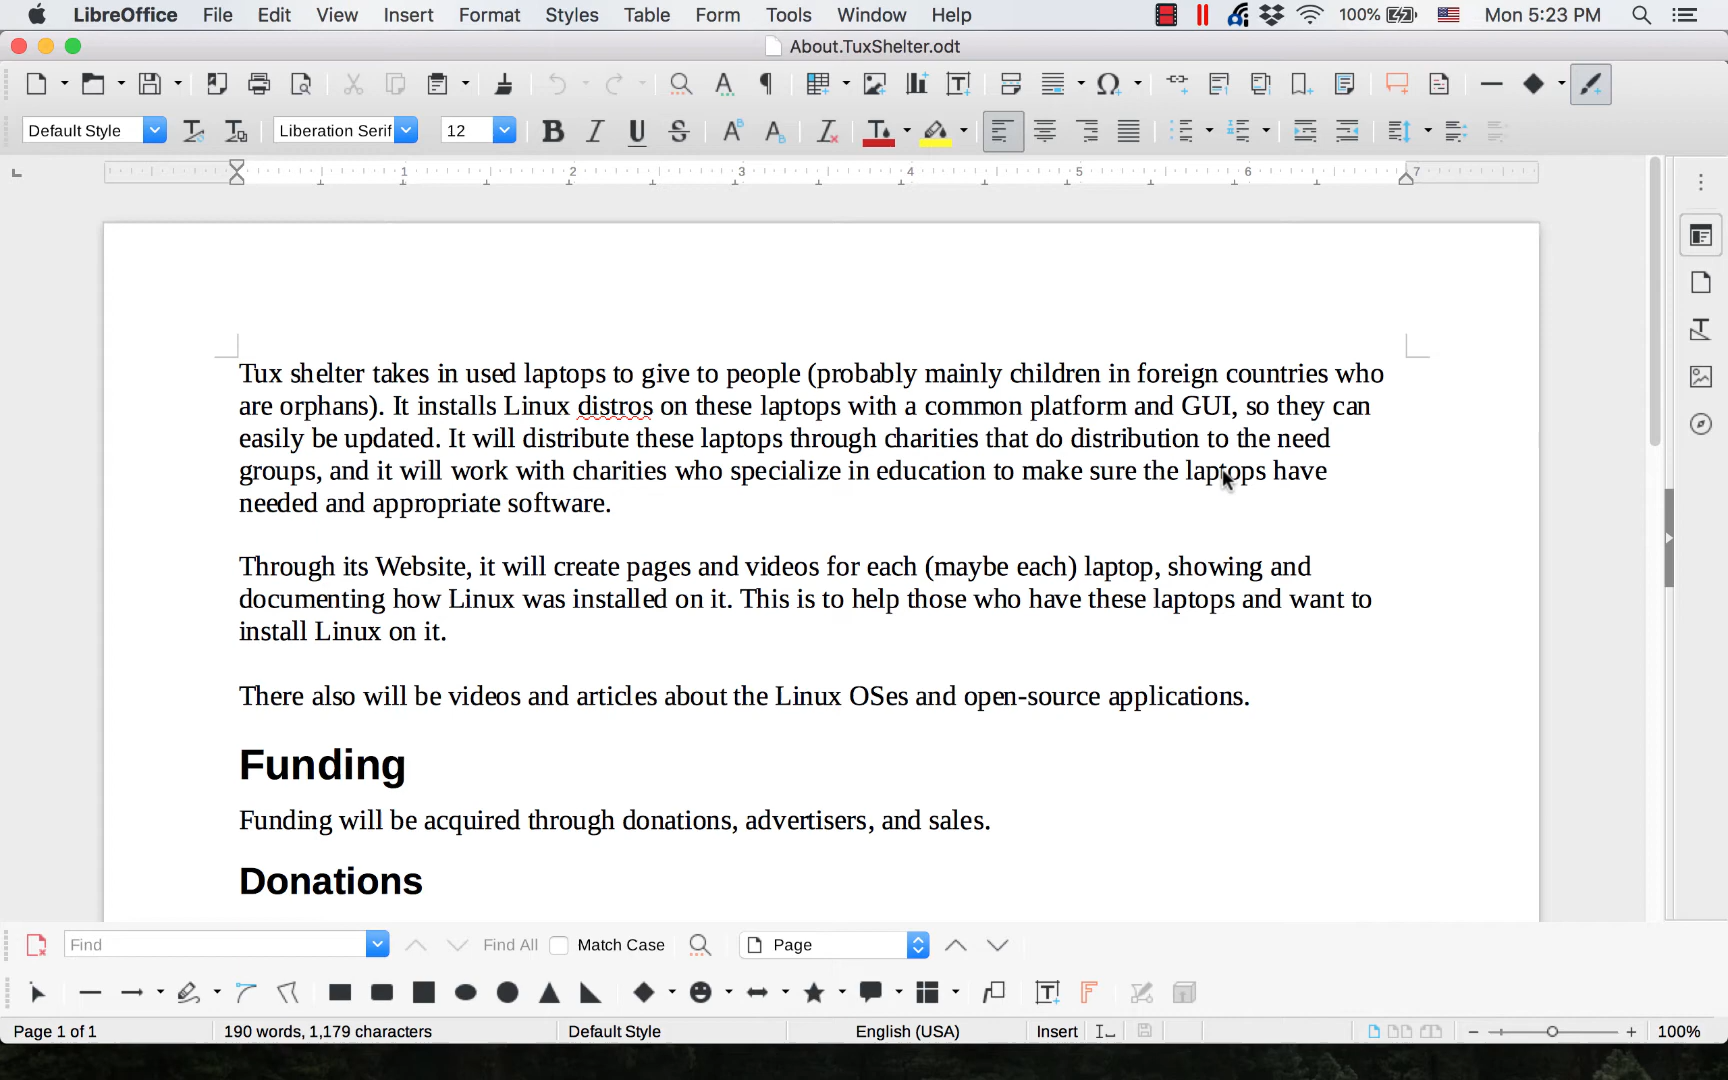 LibreOffice File Edit View Insert Format Styles Table Form Tools Window Help 100% Mon 5:23 PM
About.TuxShelter.odt
Default Style Liberation Serif 12
1 2 3 4 5 6 7
Tux shelter takes in used laptops to give to people (probably mainly children in foreign countries who
are orphans). It installs Linux distros on these laptops with a common platform and GUI, so they can
easily be updated. It will distribute these laptops through charities that do distribution to the need
groups, and it will work with charities who specialize in education to make sure the laptops have
needed and appropriate software.
Through its Website, it will create pages and videos for each (maybe each) laptop, showing and
documenting how Linux was installed on it. This is to help those who have these laptops and want to
install Linux on it.
There also will be videos and articles about the Linux OSes and open-source applications.
Funding
Funding will be acquired through donations, advertisers, and sales.
Donations
Find Find All Match Case Page
Page 1 of 1 190 words, 1,179 characters Default Style English (USA) Insert 100%